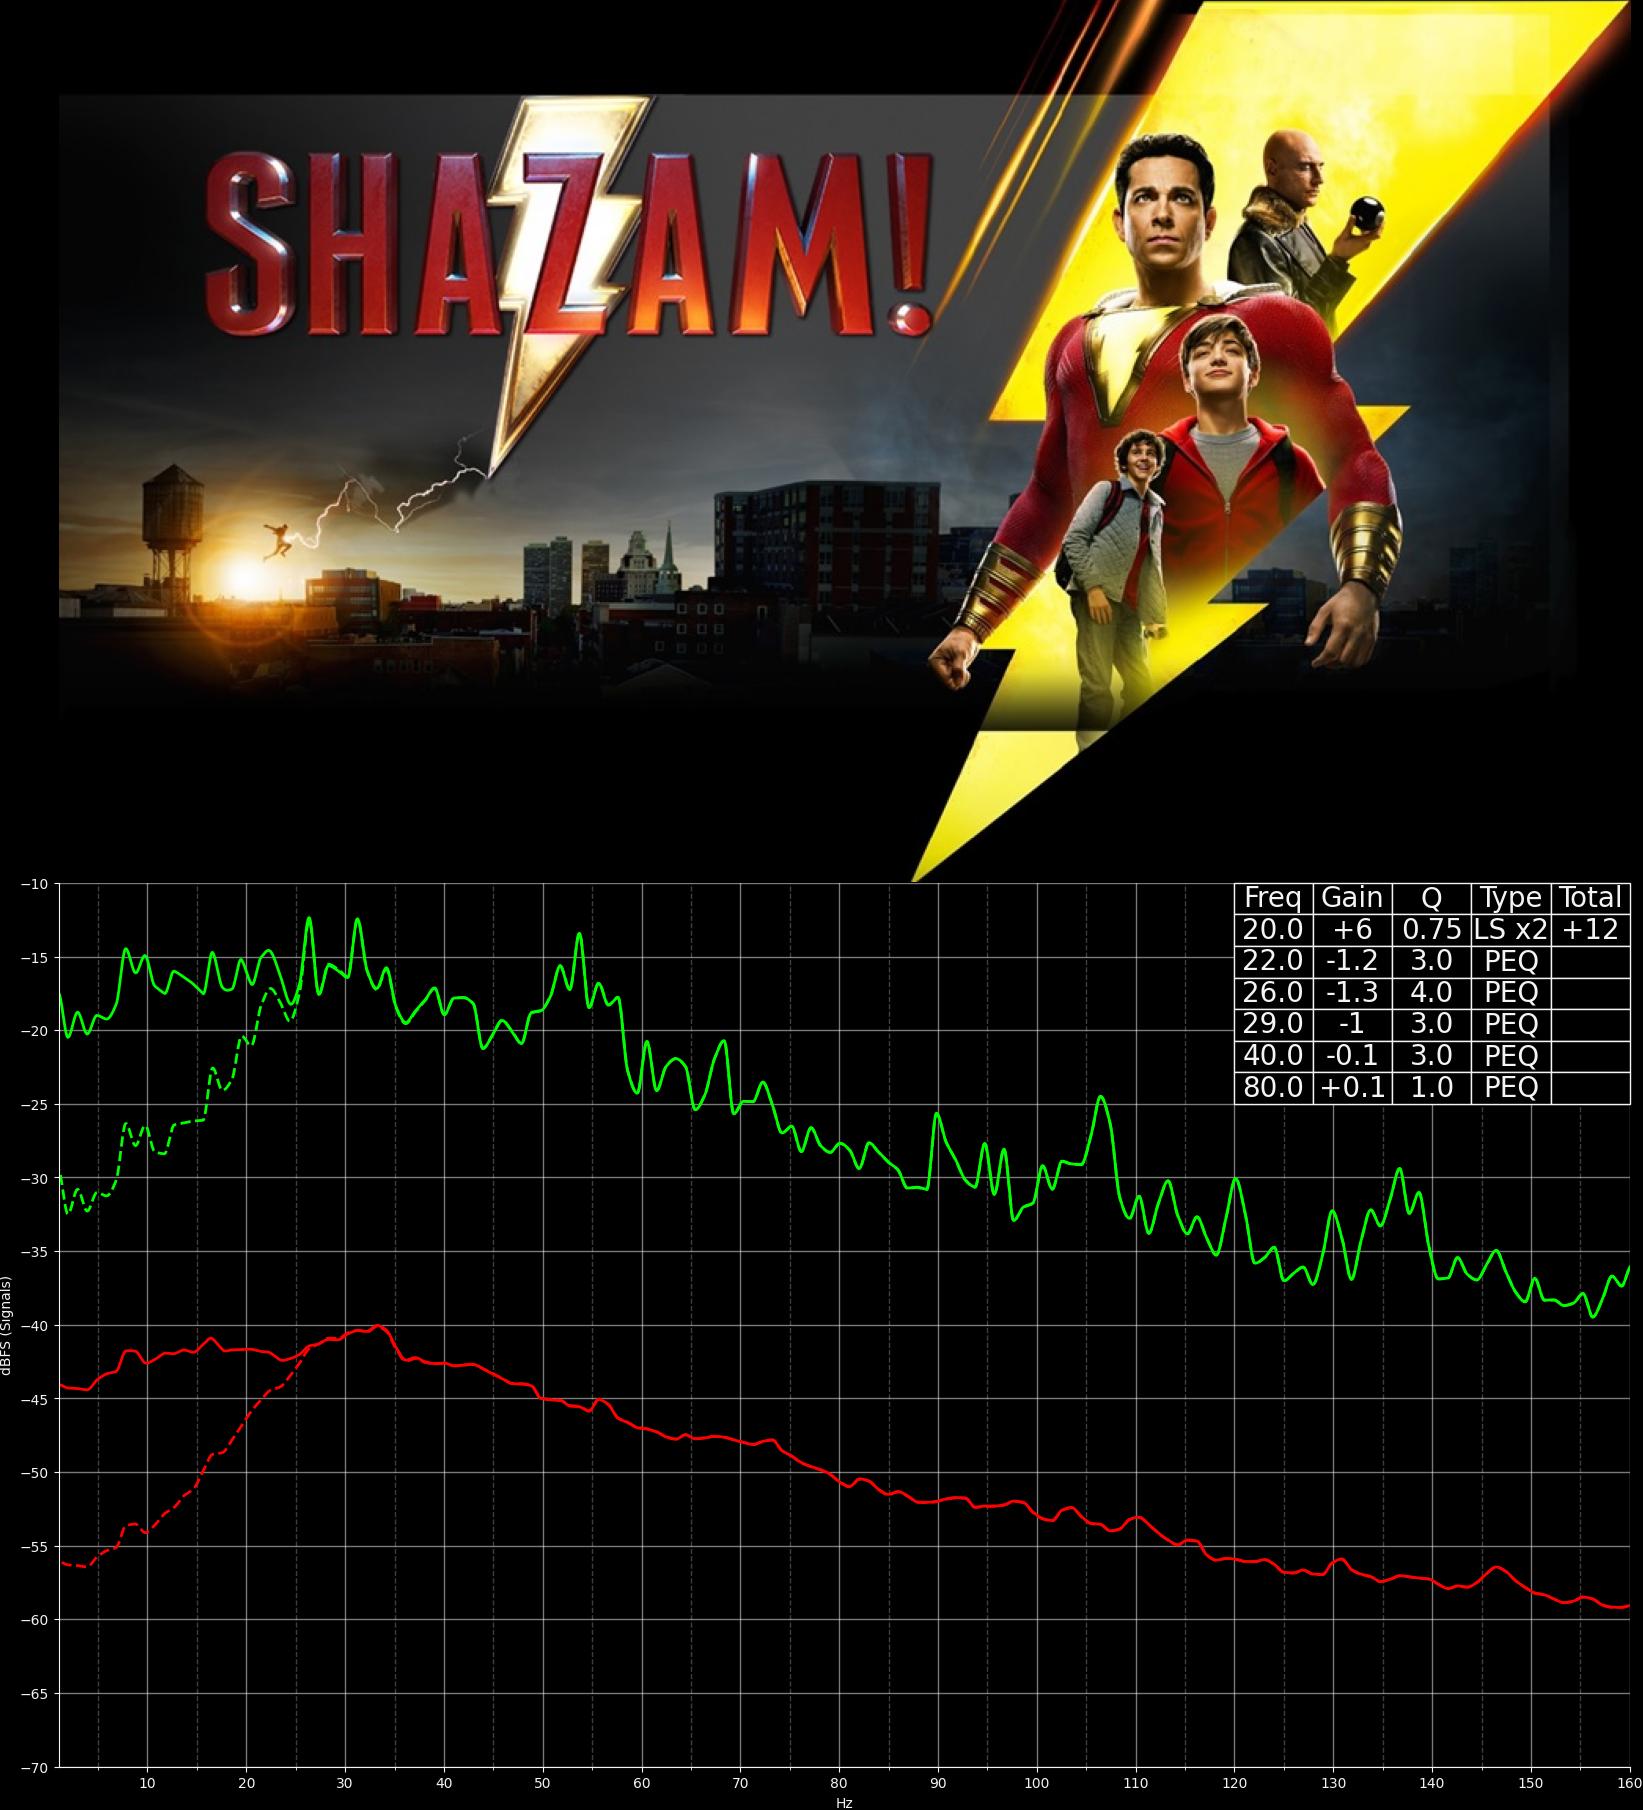 SHAZAM!
Freq Gain Q Type Total
20.0 +6 0.75 LS x2 +12
22.0 -1.2 3.0 PEQ
26.0 -1.3 4.0 PEQ
29.0 -1 3.0 PEQ
40.0 -0.1 3.0 PEQ
80.0 +0.1 1.0 PEQ
−10
−15
−20
−25
−30
−35
−40
−45
−50
−55
−60
−65
−70
dBFS (Signals)
10 20 30 40 50 60 70 80 90 100 110 120 130 140 150 160
Hz